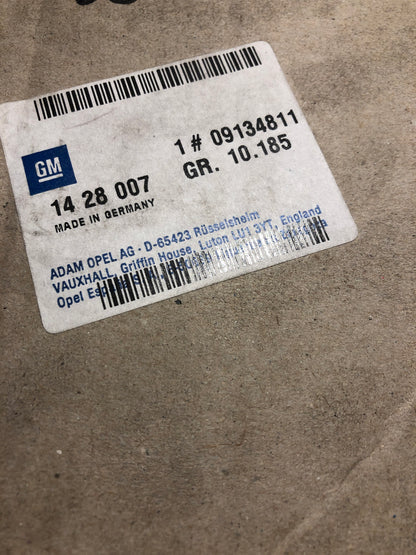 GM
14 28 007
1 # 09134811
MADE IN GERMANY
GR. 10.185
ADAM OPEL AG · D-65423 Rüsselsheim
VAUXHALL, Griffin House, Luton LU1 3YT, England
Opel